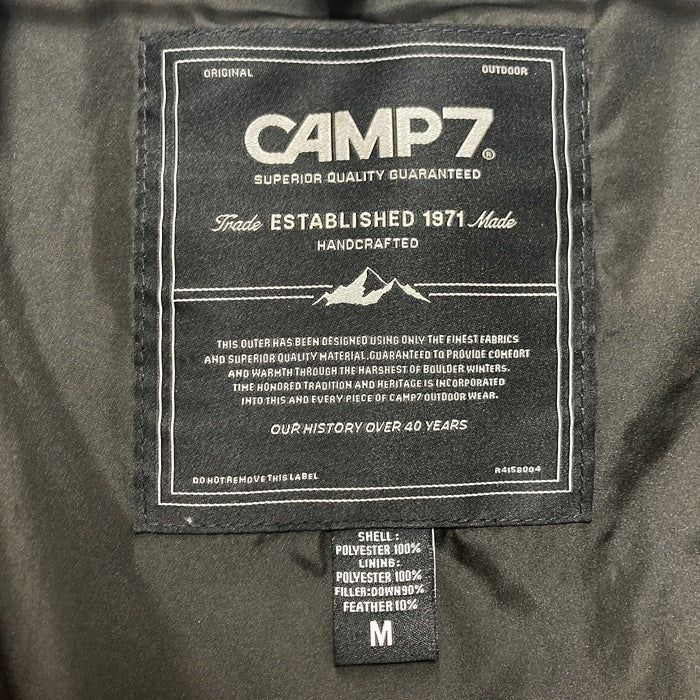 ORIGINAL OUTDOOR
CAMP7®
SUPERIOR QUALITY GUARANTEED
Trade ESTABLISHED 1971 Made
HANDCRAFTED
THIS OUTER HAS BEEN DESIGNED USING ONLY THE FINEST FABRICS
AND SUPERIOR QUALITY MATERIAL.GUARANTEED TO PROVIDE COMFORT
AND WARMTH THROUGH THE HARSHEST OF BOULDER WINTERS.
TIME HONORED TRADITION AND HERITAGE IS INCORPORATED
INTO THIS AND EVERY PIECE OF CAMP7 OUTDOOR WEAR.
OUR HISTORY OVER 40 YEARS
DO NOT REMOVE THIS LABEL R4158004
SHELL:
POLYESTER 100%
LINING:
POLYESTER 100%
FILLER:DOWN90%
FEATHER10%
M